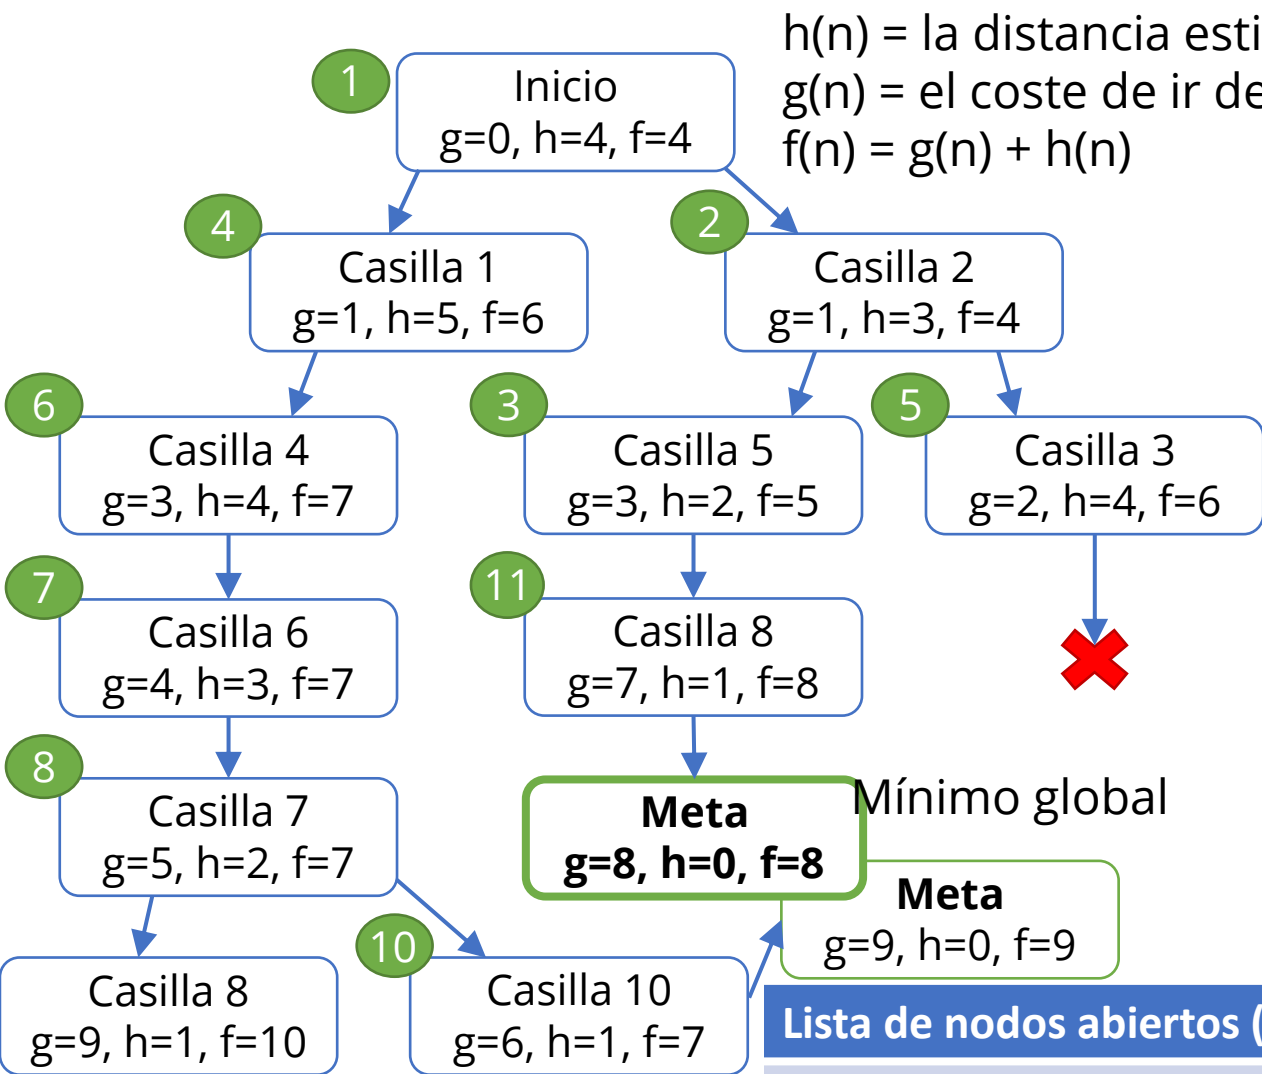 h(n) = la distancia esti
g(n) = el coste de ir de
f(n) = g(n) + h(n)
1
Inicio
g=0, h=4, f=4
4
Casilla 1
g=1, h=5, f=6
2
Casilla 2
g=1, h=3, f=4
6
Casilla 4
g=3, h=4, f=7
3
Casilla 5
g=3, h=2, f=5
5
Casilla 3
g=2, h=4, f=6
7
Casilla 6
g=4, h=3, f=7
11
Casilla 8
g=7, h=1, f=8
8
Casilla 7
g=5, h=2, f=7
Meta
g=8, h=0, f=8
Mínimo global
Meta
g=9, h=0, f=9
Casilla 8
g=9, h=1, f=10
10
Casilla 10
g=6, h=1, f=7
Lista de nodos abiertos (